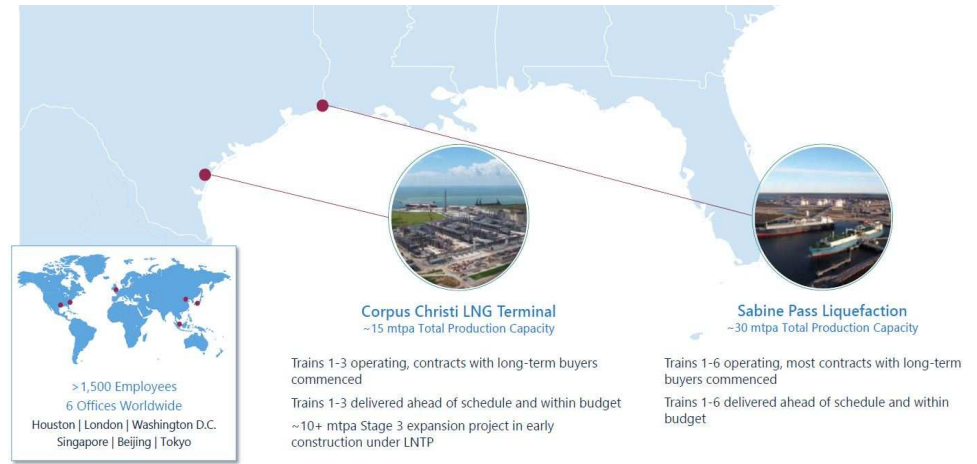 Corpus Christi LNG Terminal
~15 mtpa Total Production Capacity
Trains 1-3 operating, contracts with long-term buyers
commenced
Trains 1-3 delivered ahead of schedule and within budget
~10+ mtpa Stage 3 expansion project in early
construction under LNTP
Sabine Pass Liquefaction
~30 mtpa Total Production Capacity
Trains 1-6 operating, most contracts with long-term
buyers commenced
Trains 1-6 delivered ahead of schedule and within
budget
>1,500 Employees
6 Offices Worldwide
Houston | London | Washington D.C.
Singapore | Beijing | Tokyo